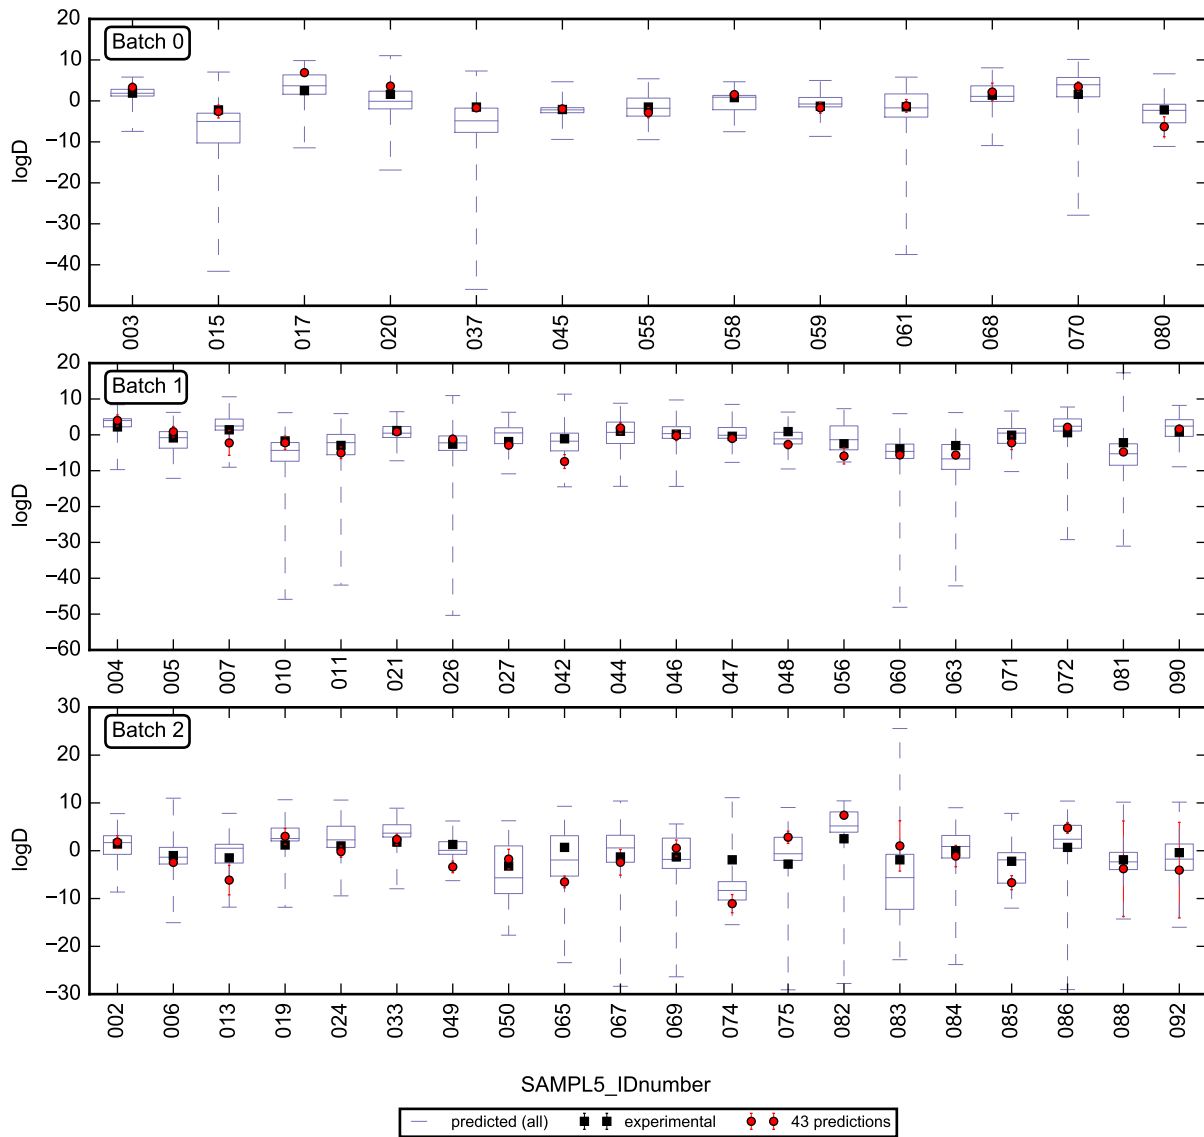 Batch 0
20
10
0
−10
−20
−30
−40
−50
logD
003 015 017 020 037 045 055 058 059 061 068 070 080
Batch 1
20
10
0
−10
−20
−30
−40
−50
−60
logD
004 005 007 010 011 021 026 027 042 044 046 047 048 056 060 063 071 072 081 090
Batch 2
30
20
10
0
−10
−20
−30
logD
002 006 013 019 024 033 049 050 065 067 069 074 075 082 083 084 085 086 088 092
SAMPL5_IDnumber
predicted (all) experimental 43 predictions